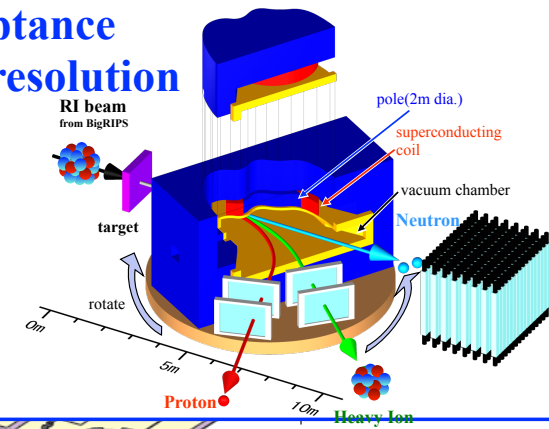 ptance
resolution
RI beam
from BigRIPS
pole(2m dia.)
superconducting
coil
vacuum chamber
Neutron
target
rotate
0m
5m
10m
Proton
Heavy Ion